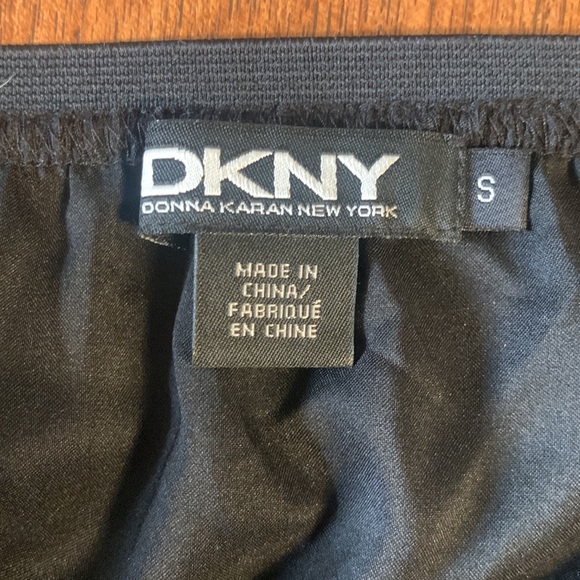 DKNY
DONNA KARAN NEW YORK
S
MADE IN
CHINA/
FABRIQUÉ
EN CHINE